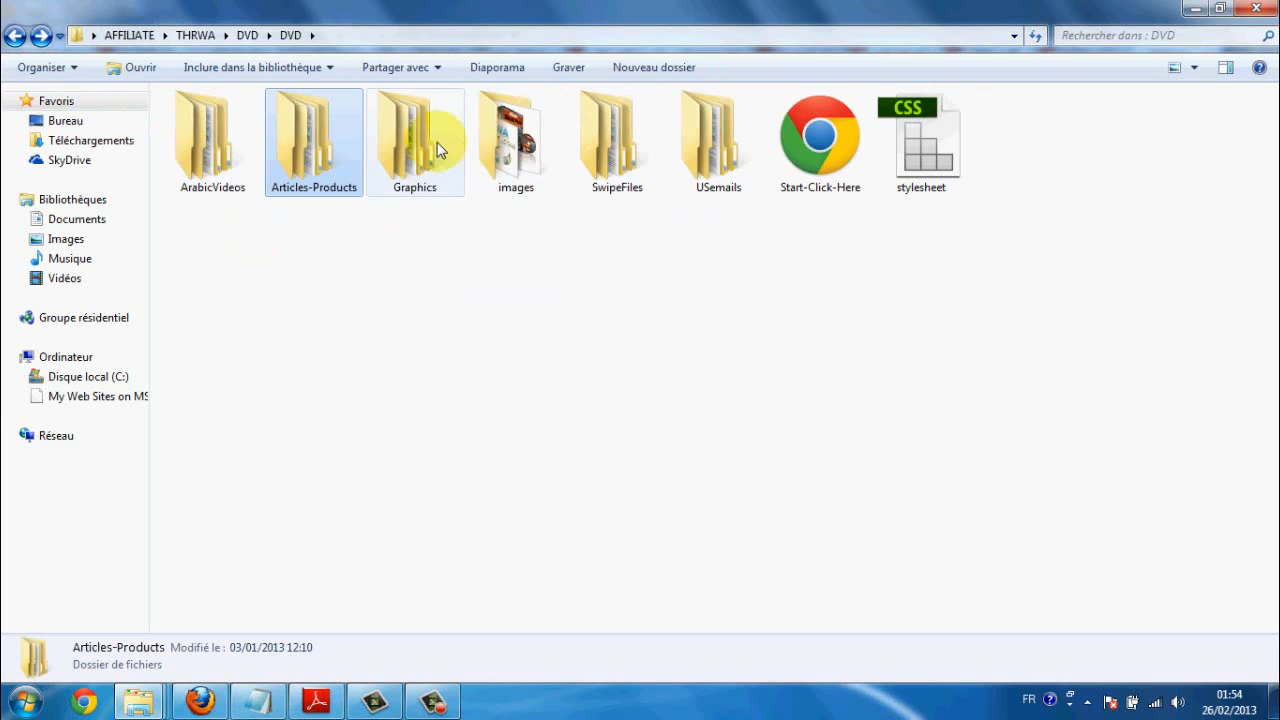 AFFILIATE THRWA DVD DVD
Rechercher dans : DVD
Organiser Ouvrir Inclure dans la bibliothèque Partager avec Diaporama Graver Nouveau dossier
Favoris
Bureau
Téléchargements
SkyDrive
Bibliothèques
Documents
Images
Musique
Vidéos
Groupe résidentiel
Ordinateur
Disque local (C:)
My Web Sites on MS
Réseau
CSS
ArabicVideos Articles-Products Graphics images SwipeFiles USemails Start-Click-Here stylesheet
Articles-Products Modifié le : 03/01/2013 12:10
Dossier de fichiers
FR
01:54
26/02/2013